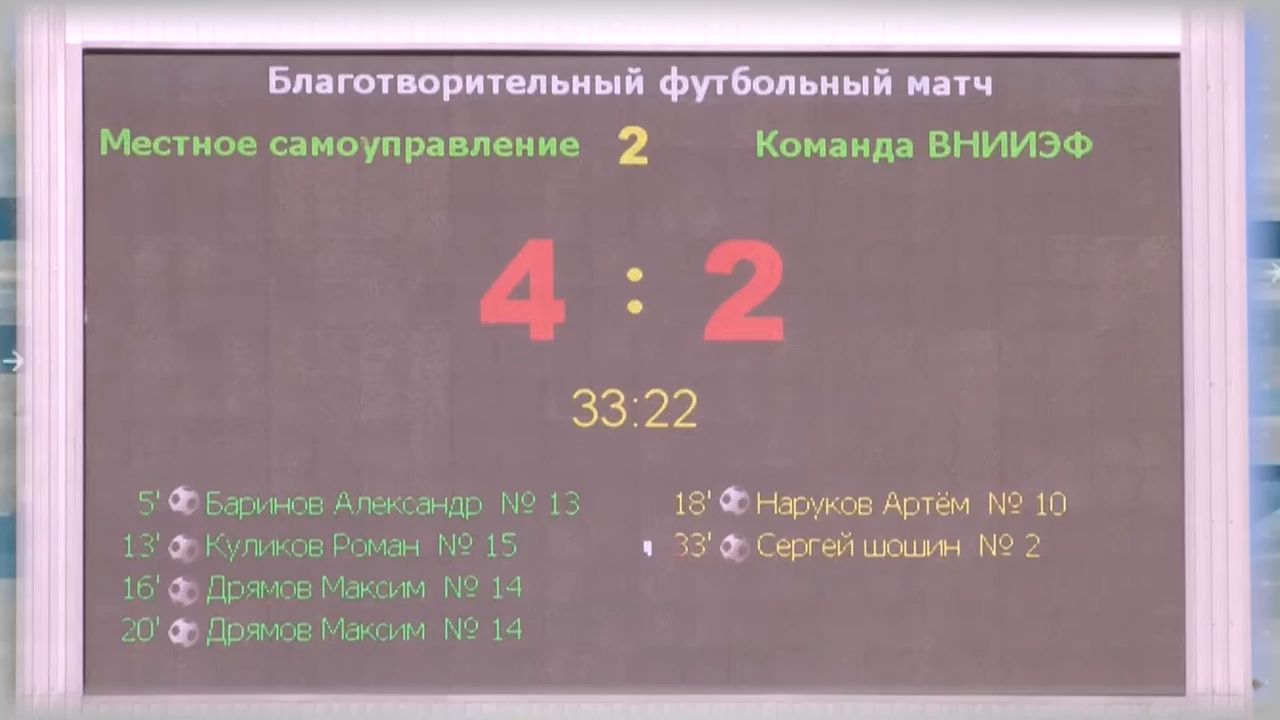 Благотворительный футбольный матч
Местное самоуправление 2 Команда ВНИИЭФ
4 : 2
33:22
5' Баринов Александр № 13
13' Куликов Роман № 15
16' Дрямов Максим № 14
20' Дрямов Максим № 14
18' Наруков Артём № 10
33' Сергей шошин № 2